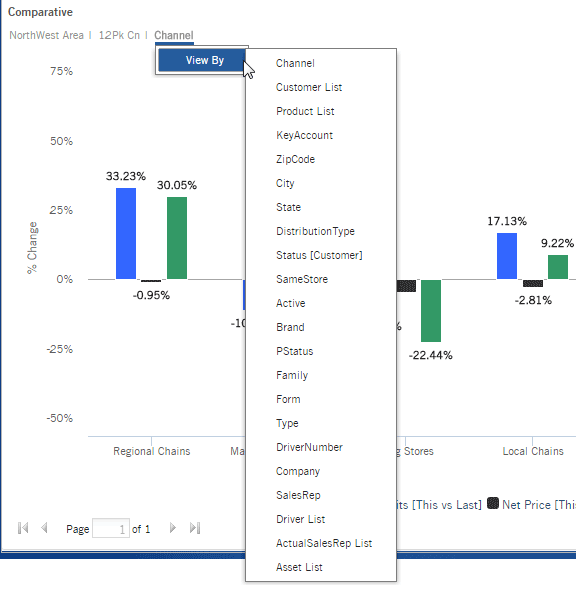 Comparative
NorthWest Area | 12Pk Cn | Channel
View By
Channel
Customer List
Product List
KeyAccount
ZipCode
City
State
DistributionType
Status [Customer]
SameStore
Active
Brand
PStatus
Family
Form
Type
DriverNumber
Company
SalesRep
Driver List
ActualSalesRep List
Asset List
75%
50%
25%
0%
-25%
-50%
% Change
33.23%
30.05%
-0.95%
-10
%
-22.44%
17.13%
9.22%
-2.81%
Regional Chains
Ma
g Stores
Local Chains
its [This vs Last]
Net Price [This
Page 1 of 1